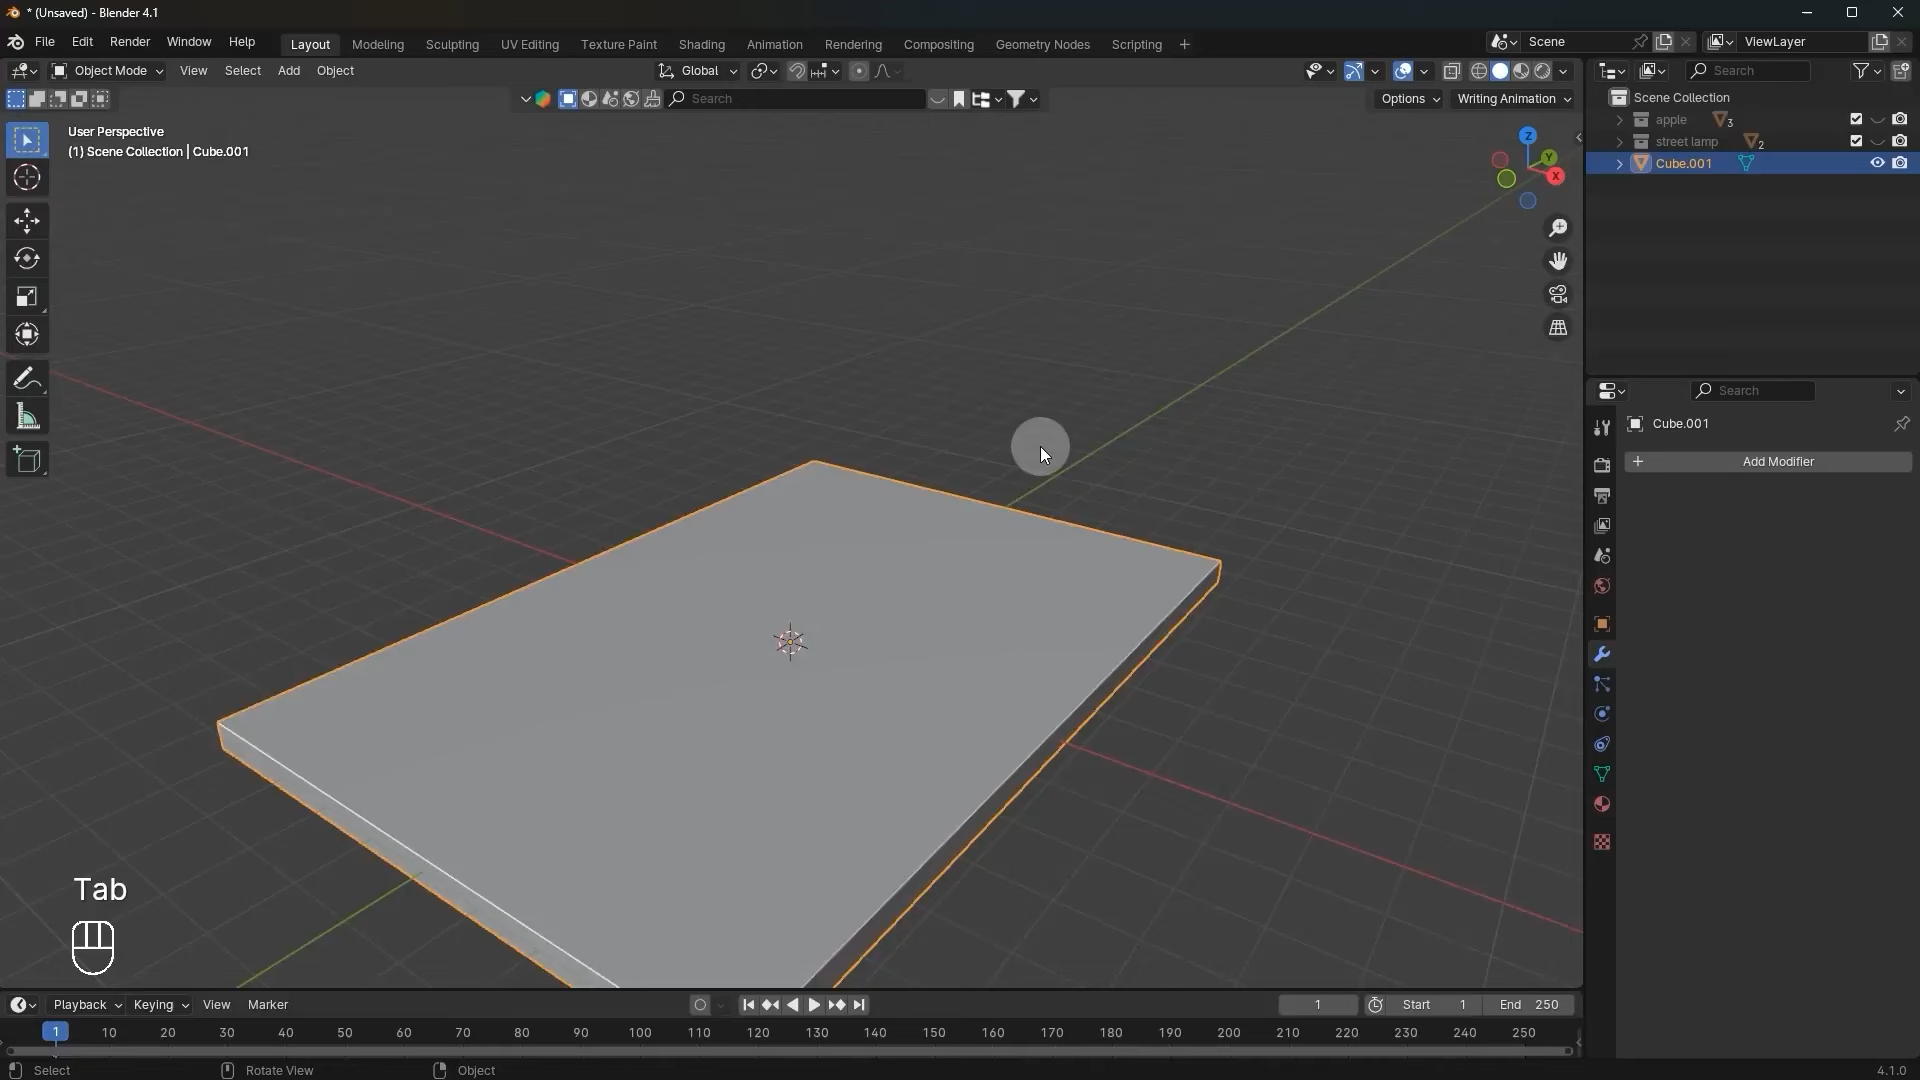 * (Unsaved) - Blender 4.1
File Edit Render Window Help
Layout Modeling Sculpting UV Editing Texture Paint Shading Animation Rendering Compositing Geometry Nodes Scripting +
Scene
ViewLayer
Object Mode View Select Add Object
Global
Search
Search
Options
Writing Animation
User Perspective
(1) Scene Collection | Cube.001
Z
Y
X
Scene Collection
apple 3
street lamp 2
Cube.001
Search
Cube.001
+ Add Modifier
Tab
Playback Keying View Marker
1
Start 1
End 250
1 10 20 30 40 50 60 70 80 90 100 110 120 130 140 150 160 170 180 190 200 210 220 230 240 250
Select
Rotate View
Object
4.1.0